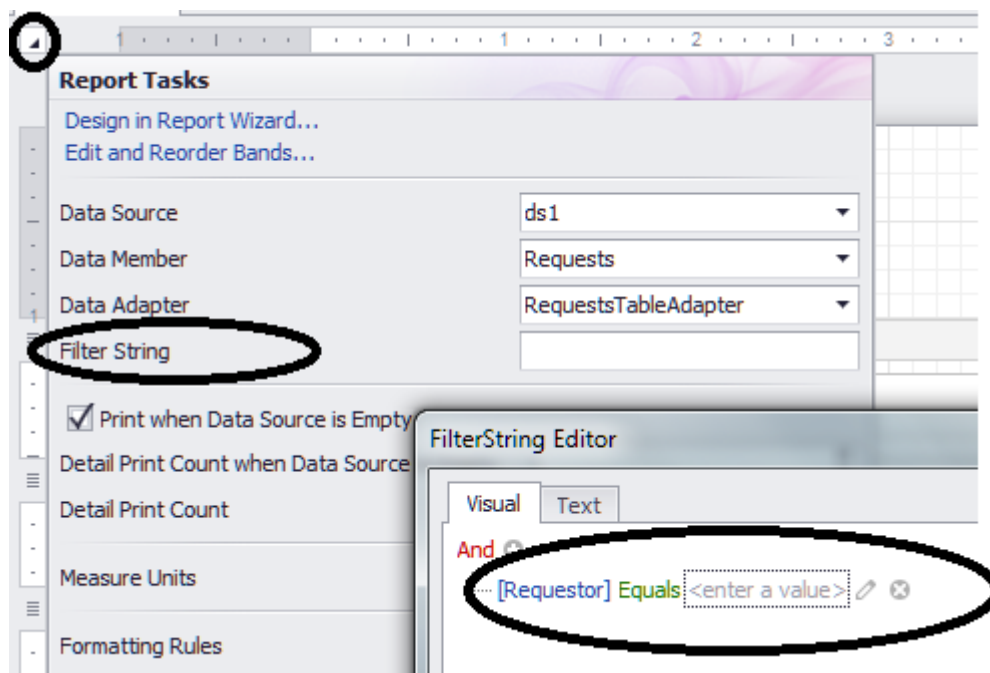 1 1 2 3
Report Tasks
Design in Report Wizard...
Edit and Reorder Bands...
Data Source ds1
Data Member Requests
Data Adapter RequestsTableAdapter
1
Filter String
Print when Data Source is Empty
FilterString Editor
Detail Print Count when Data Source
Visual Text
Detail Print Count
And
[Requestor] Equals <enter a value>
Measure Units
Formatting Rules